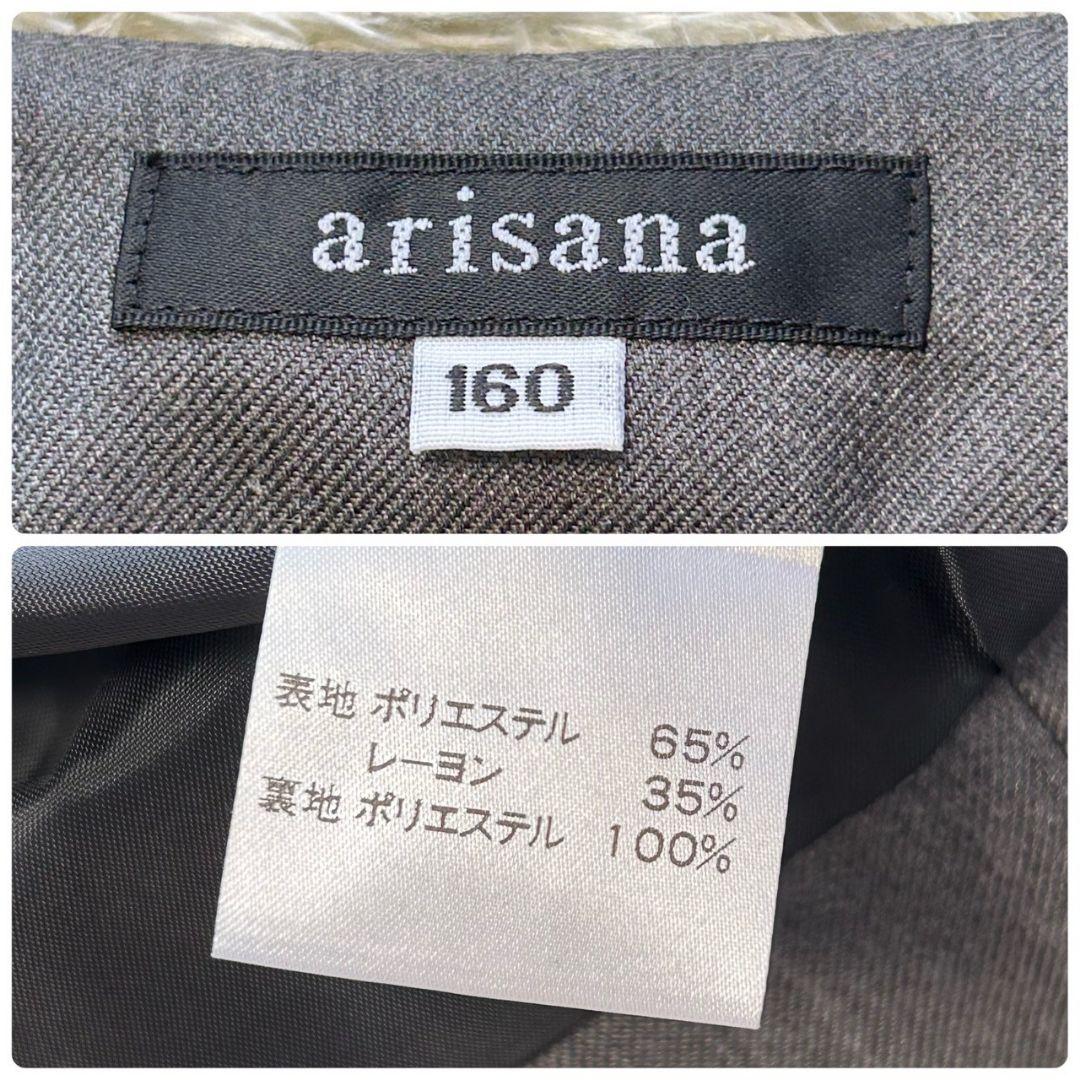 arisana
160
表地 ポリエステル 65%
レーヨン 35%
裏地 ポリエステル 100%